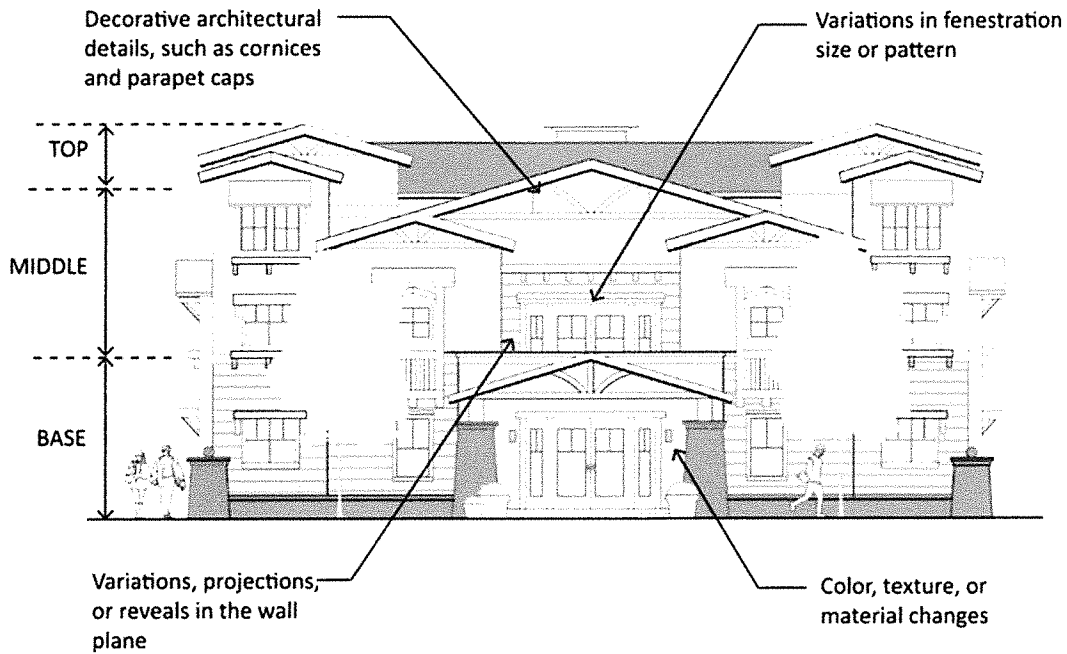 Decorative architectural
details, such as cornices
and parapet caps
Variations in fenestration
size or pattern
TOP
MIDDLE
BASE
Variations, projections,
or reveals in the wall
plane
Color, texture, or
material changes